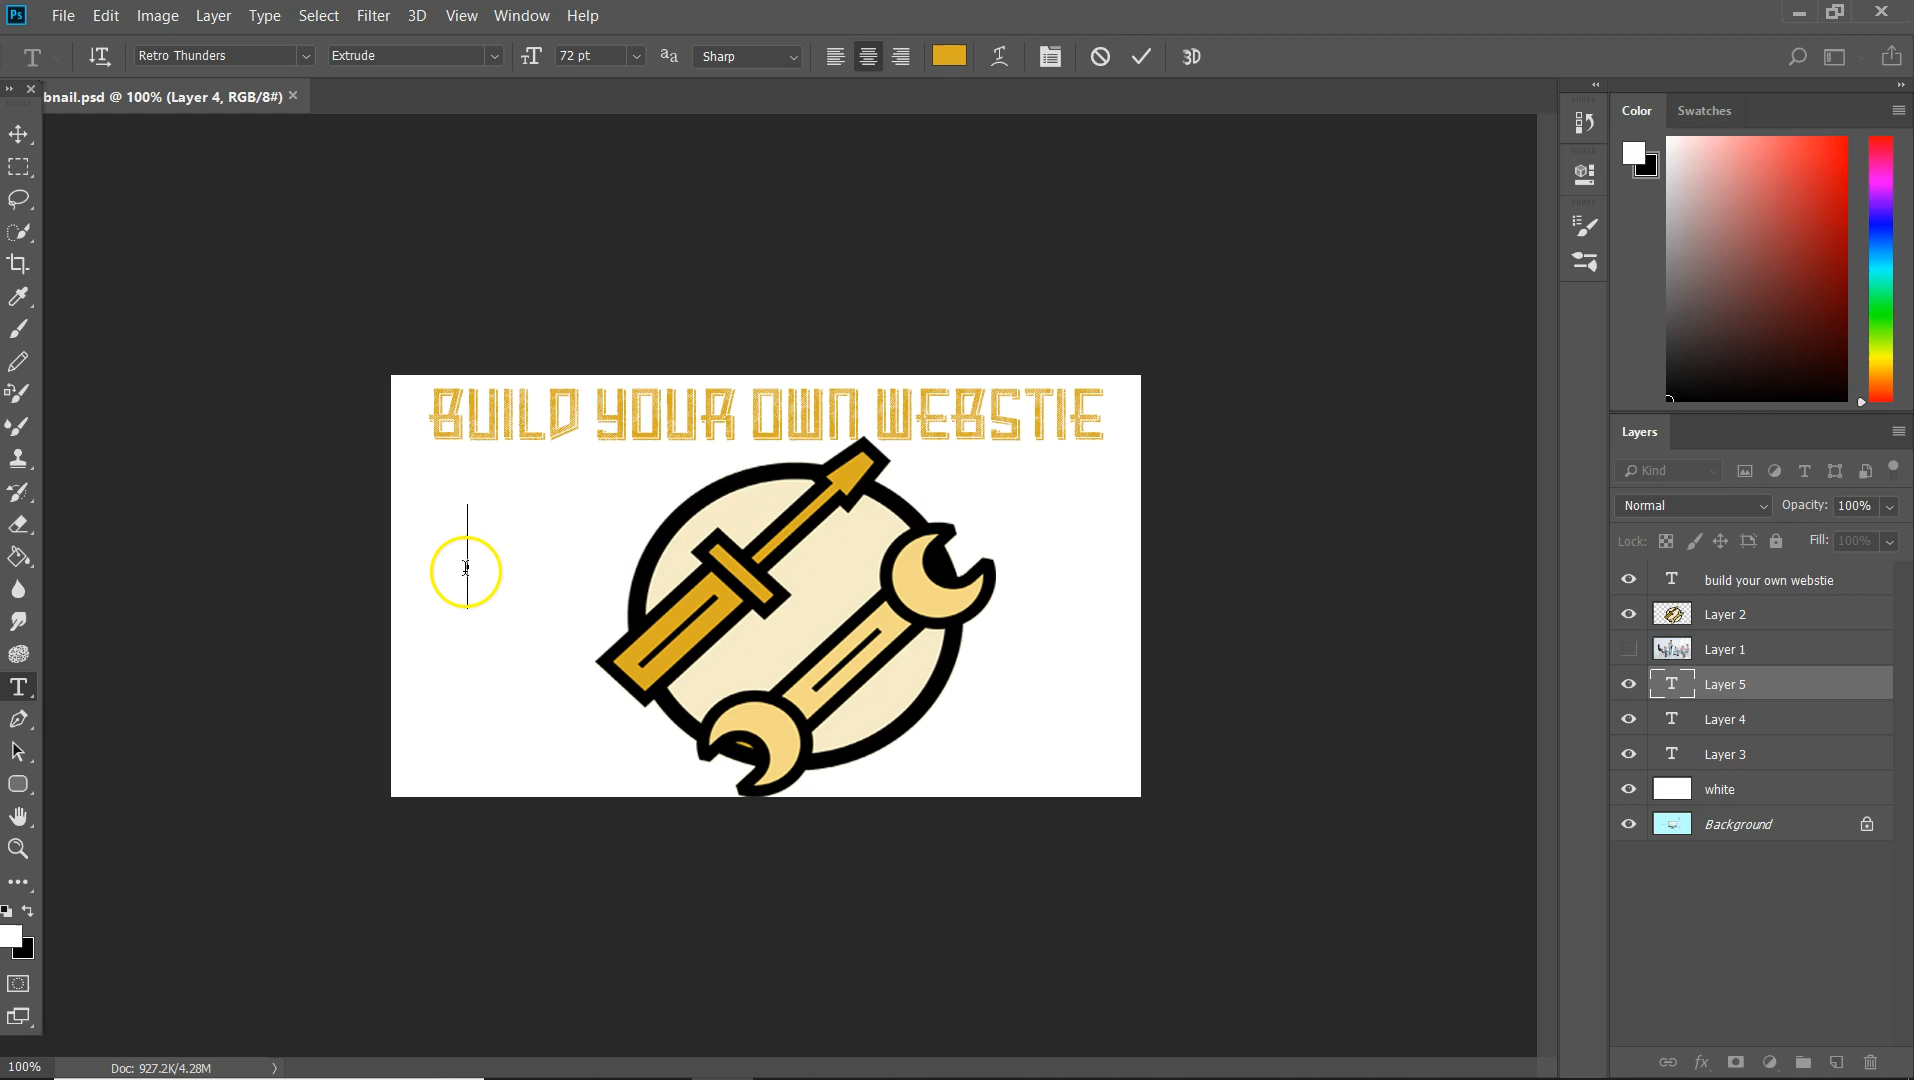 Ps File Edit Image Layer Type Select Filter 3D View Window Help
T Retro Thunders Extrude 72 pt aa Sharp 3D
bnail.psd @ 100% (Layer 4, RGB/8#)
Color Swatches
BUILD YOUR OWN WEBSTIE
Layers
Kind
Normal Opacity: 100%
Lock: Fill: 100%
build your own webstie
Layer 2
Layer 1
Layer 5
Layer 4
Layer 3
white
Background
fx
100% Doc: 927.2K/4.28M